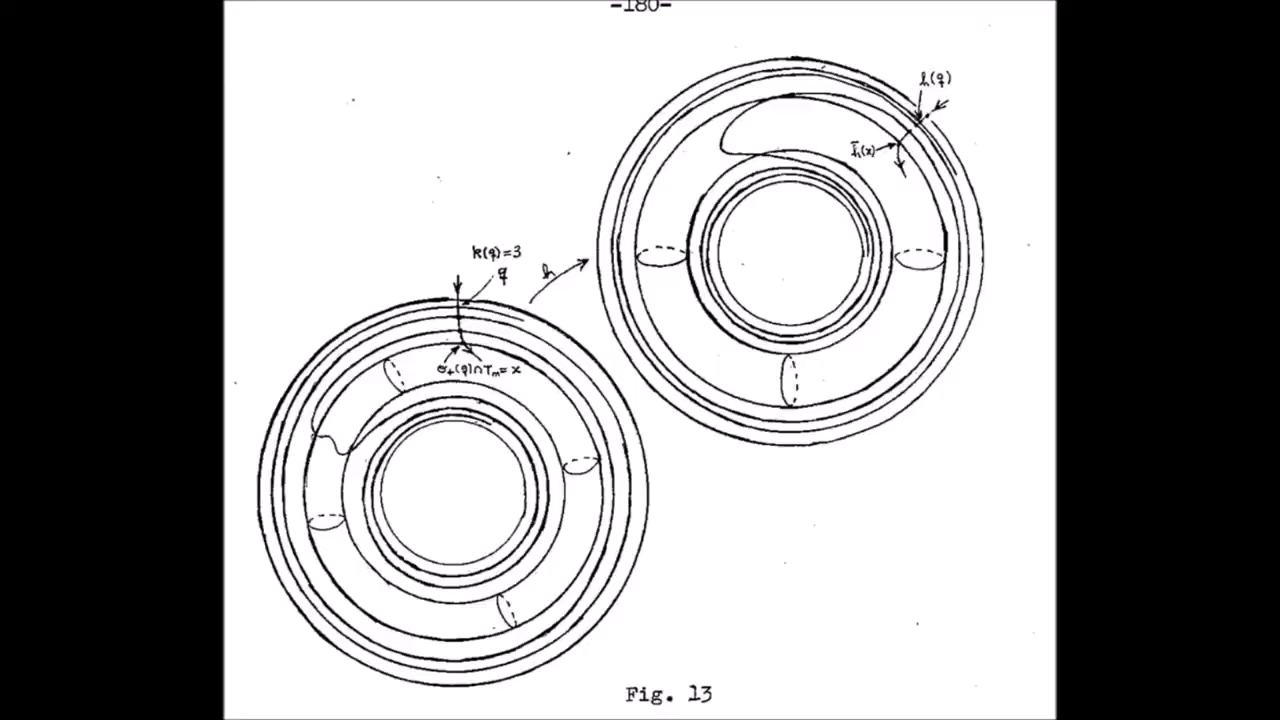 -180-
h(q)
h̄(x)
k(q)=3
q
h
σ₊(q)∩Tₘ=x
Fig. 13